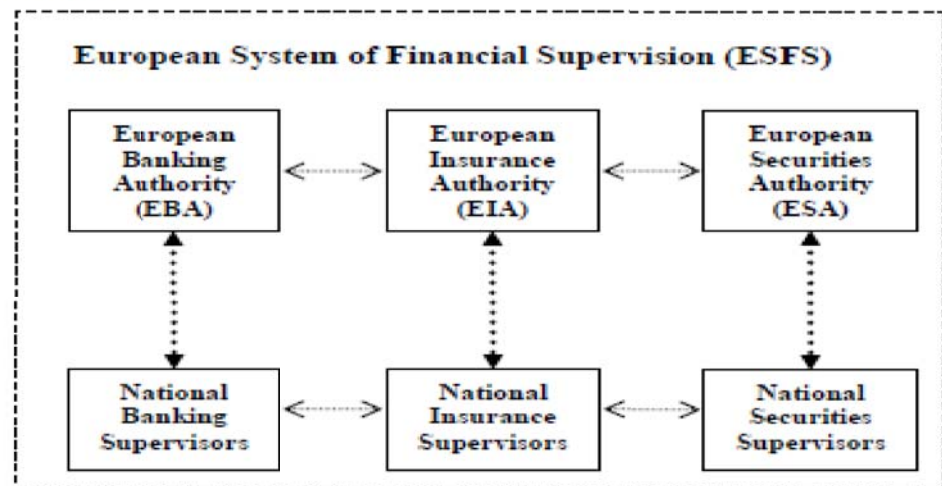 European System of Financial Supervision (ESFS)
European
Banking
Authority
(EBA)
European
Insurance
Authority
(EIA)
European
Securities
Authority
(ESA)
National
Banking
Supervisors
National
Insurance
Supervisors
National
Securities
Supervisors